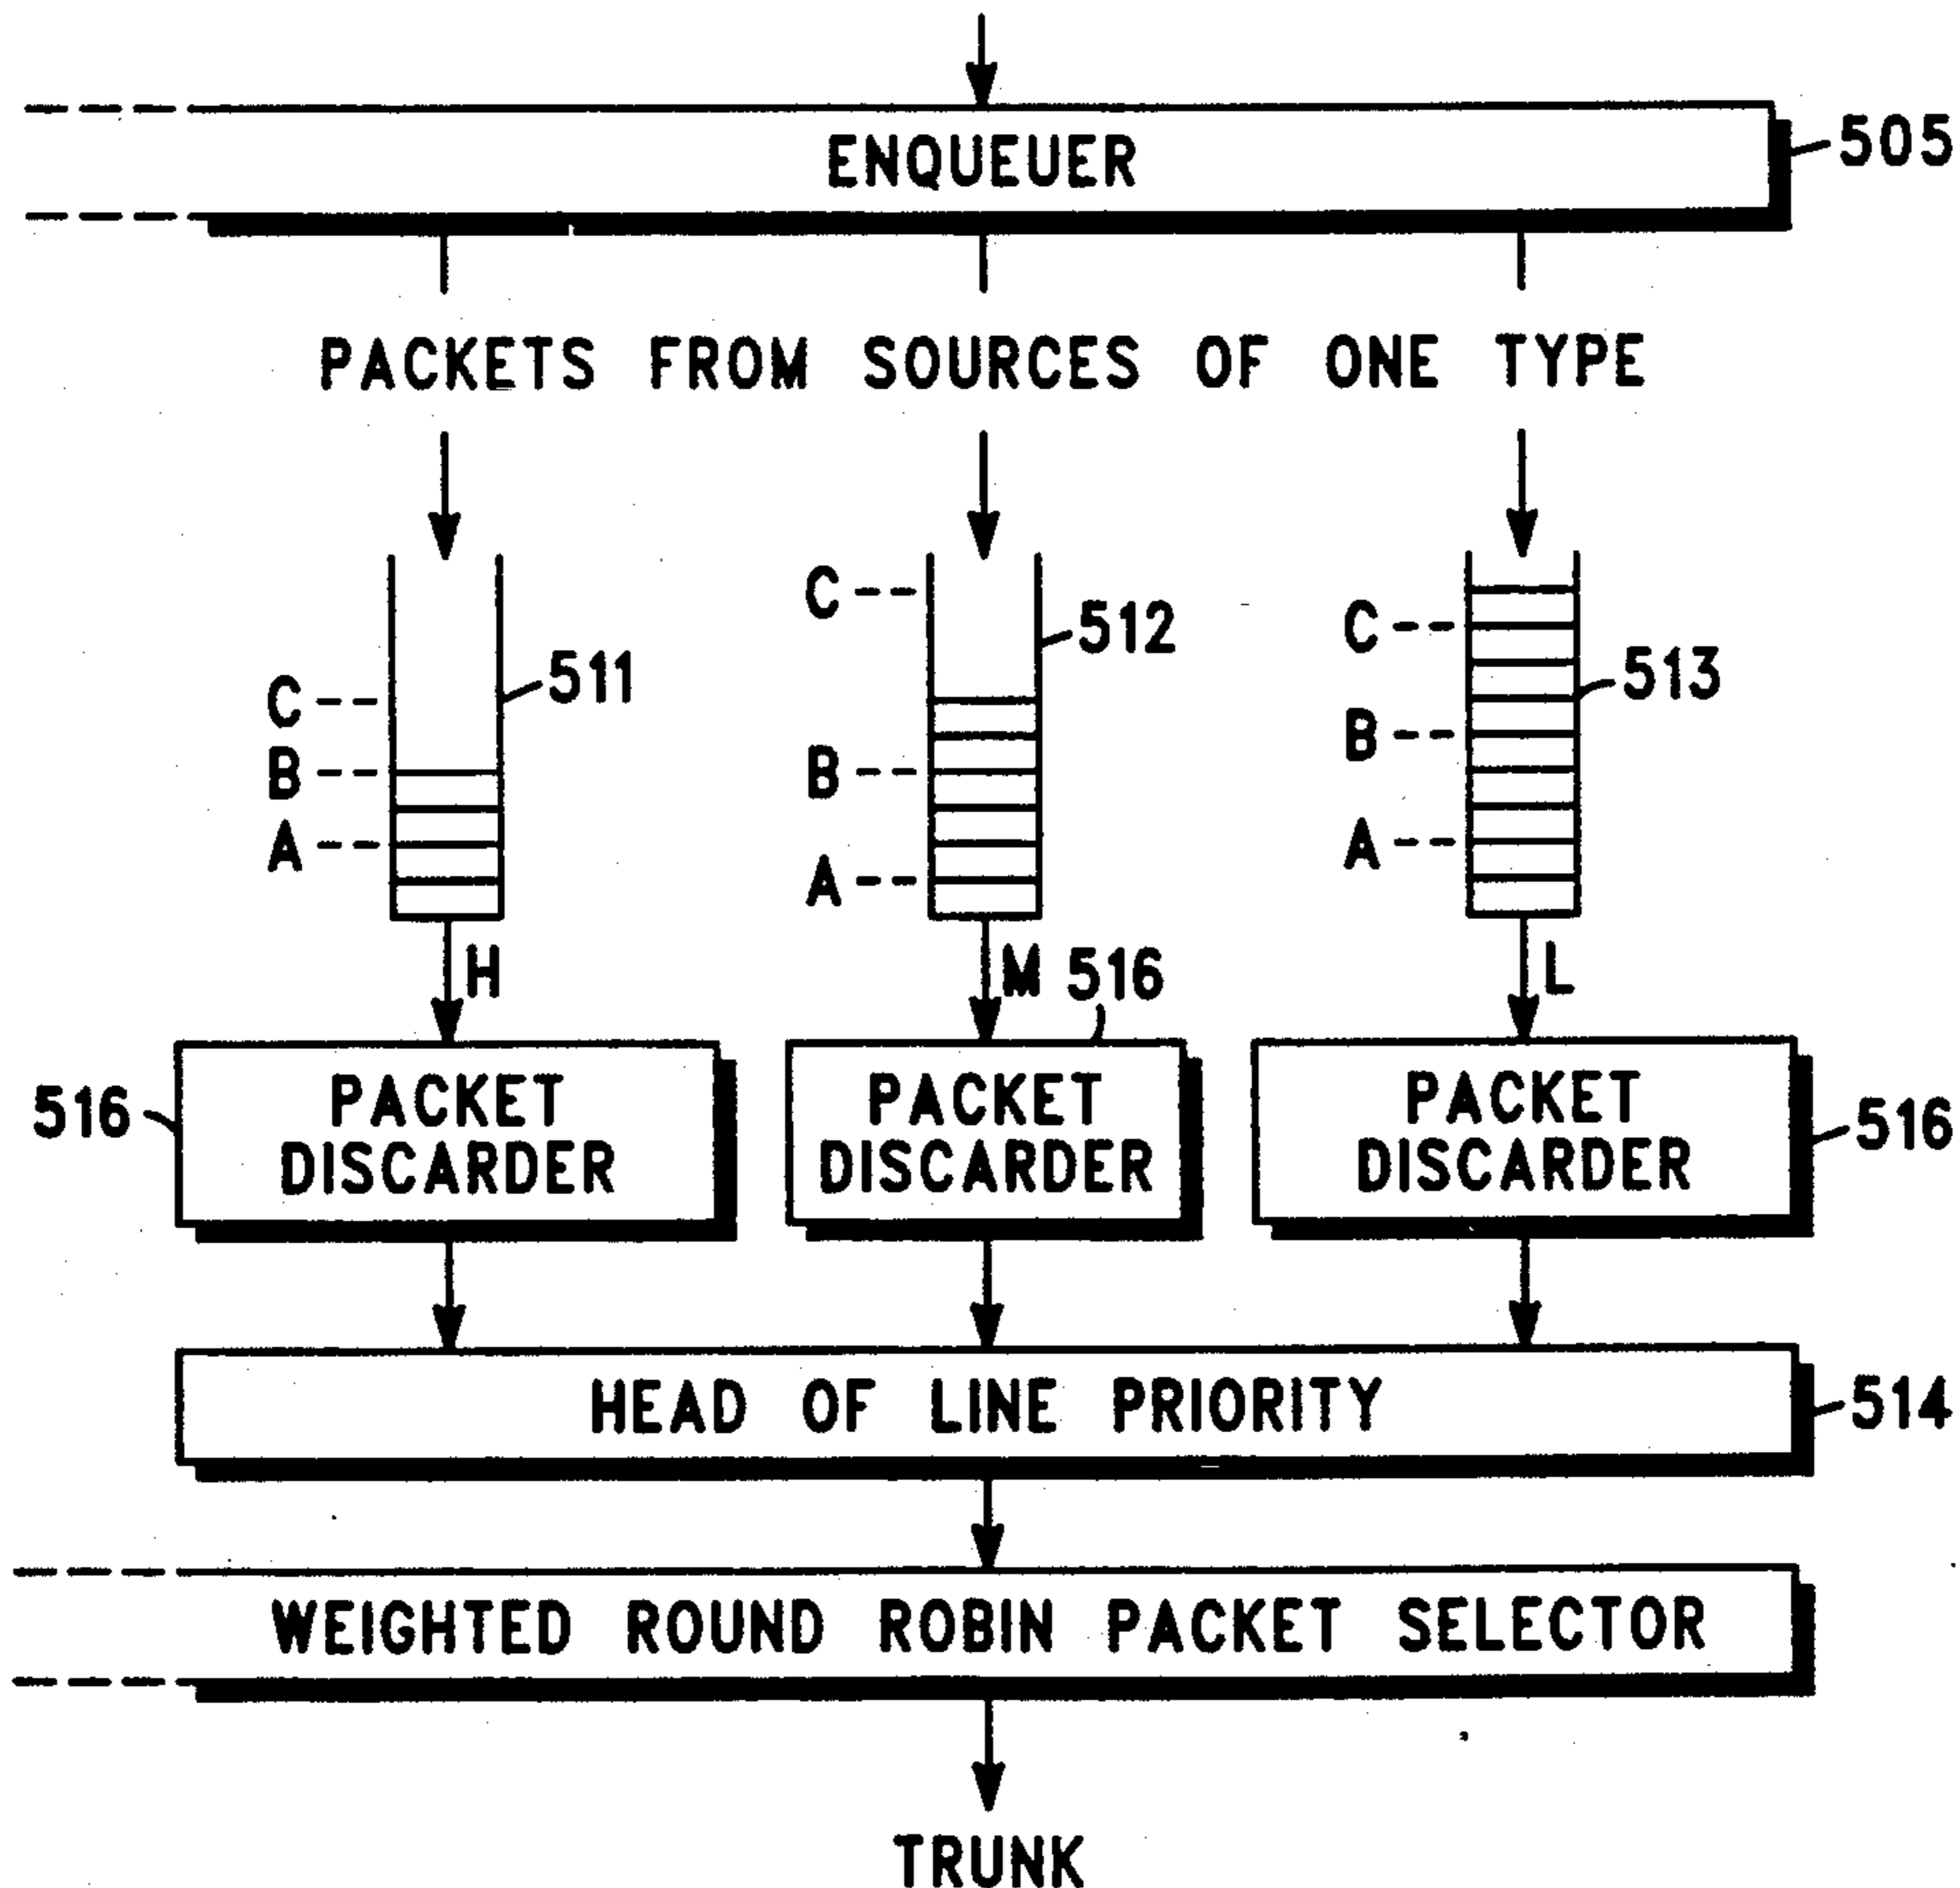 ENQUEUER
505
PACKETS FROM SOURCES OF ONE TYPE
C
512
C
C
511
513
B
B
B
A
A
A
H
M
516
L
516
PACKET
DISCARDER
PACKET
DISCARDER
PACKET
DISCARDER
516
HEAD OF LINE PRIORITY
514
WEIGHTED ROUND ROBIN PACKET SELECTOR
TRUNK